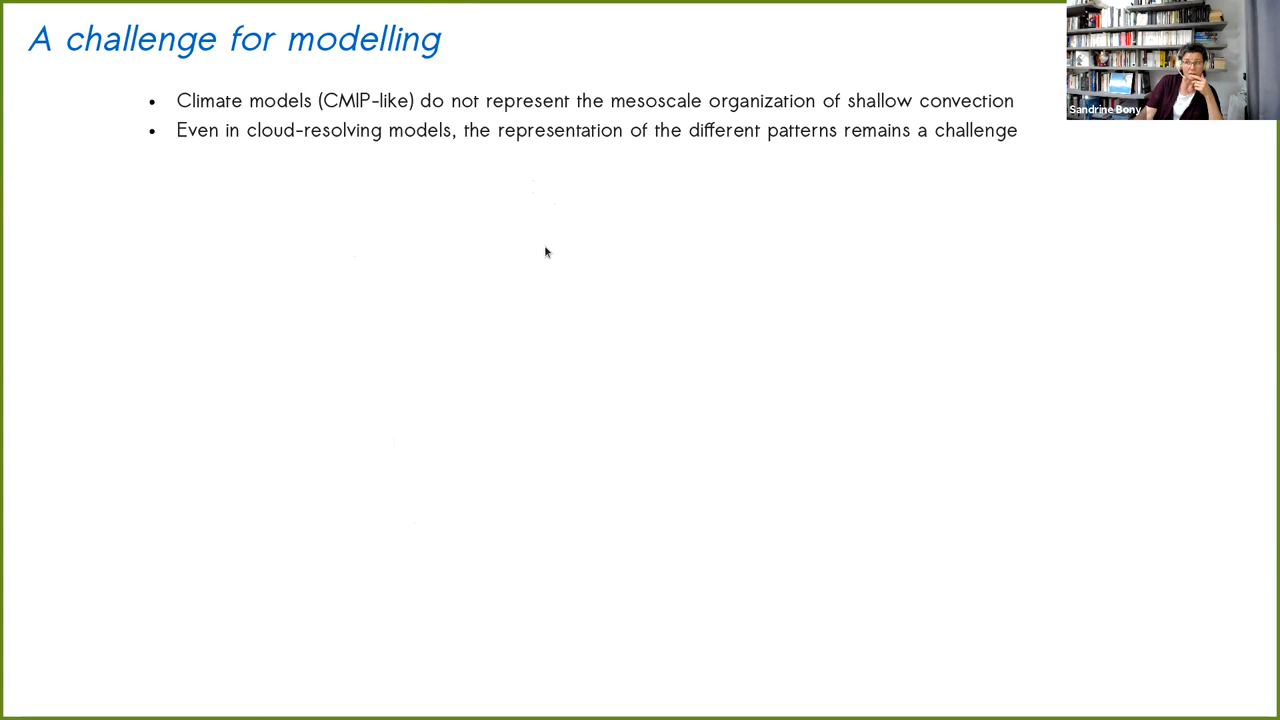 A challenge for modelling
• Climate models (CMIP-like) do not represent the mesoscale organization of shallow convection
• Even in cloud-resolving models, the representation of the different patterns remains a challenge
Sandrine Bony